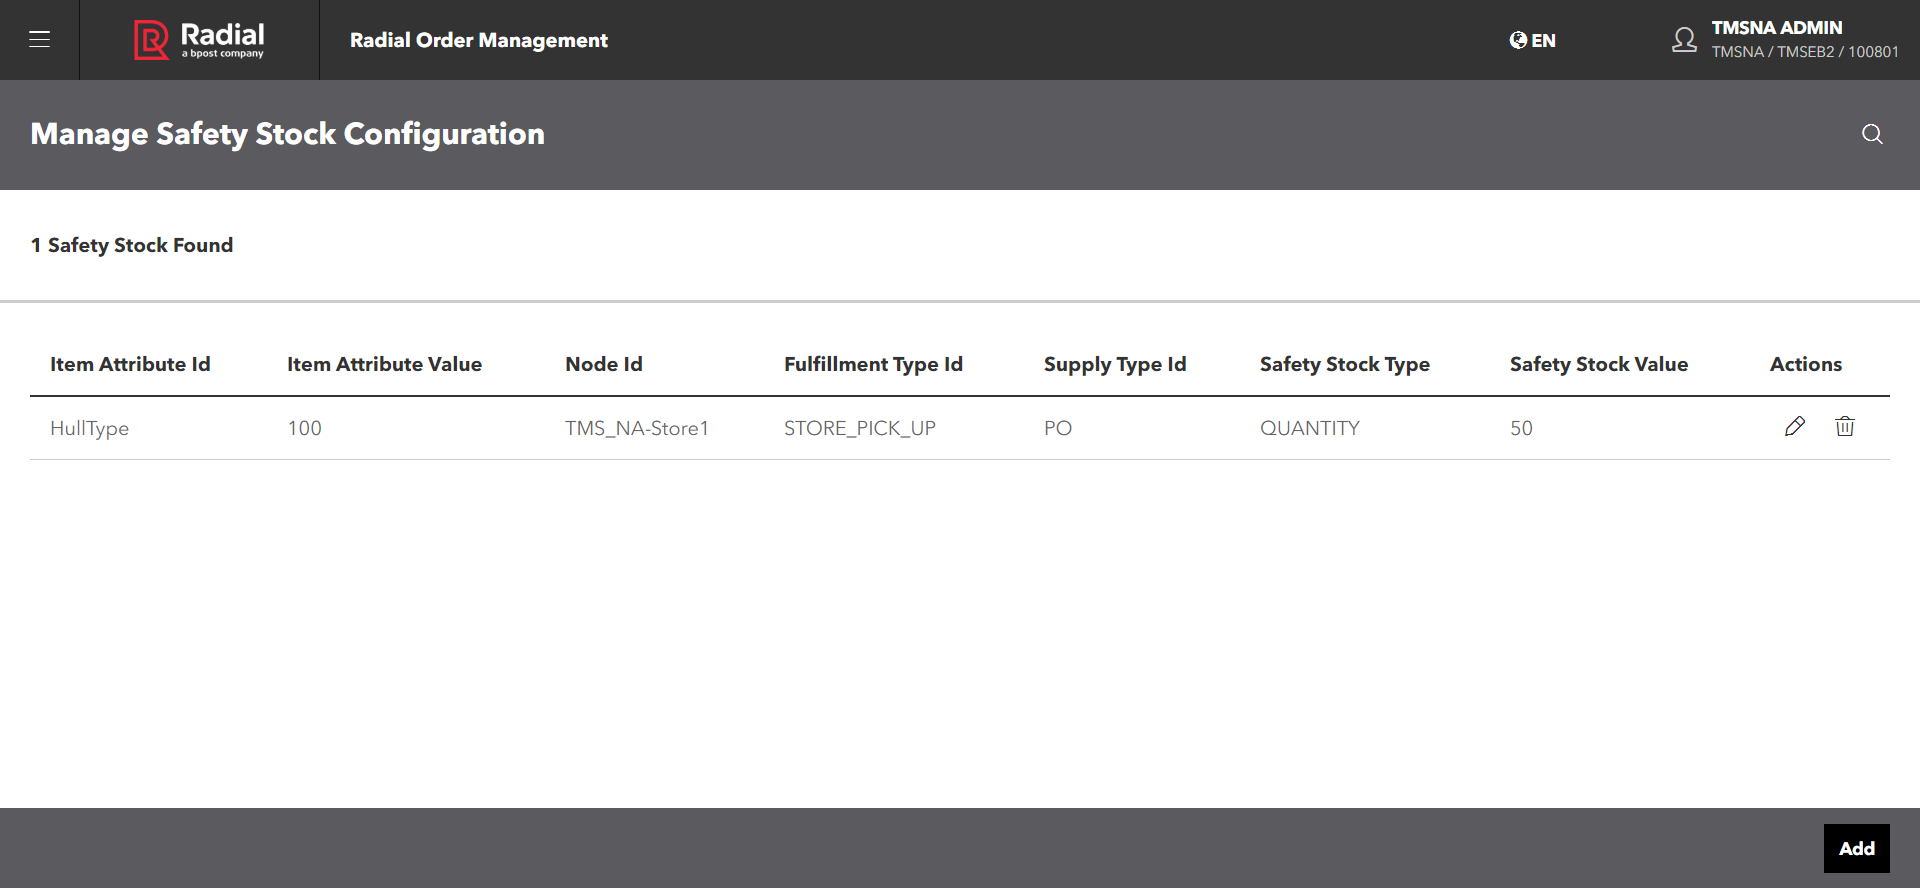 Radial
a bpost company
Radial Order Management
EN
TMSNA ADMIN
TMSNA / TMSEB2 / 100801
Manage Safety Stock Configuration
1 Safety Stock Found
Item Attribute Id Item Attribute Value Node Id Fulfillment Type Id Supply Type Id Safety Stock Type Safety Stock Value Actions
HullType 100 TMS_NA-Store1 STORE_PICK_UP PO QUANTITY 50
Add